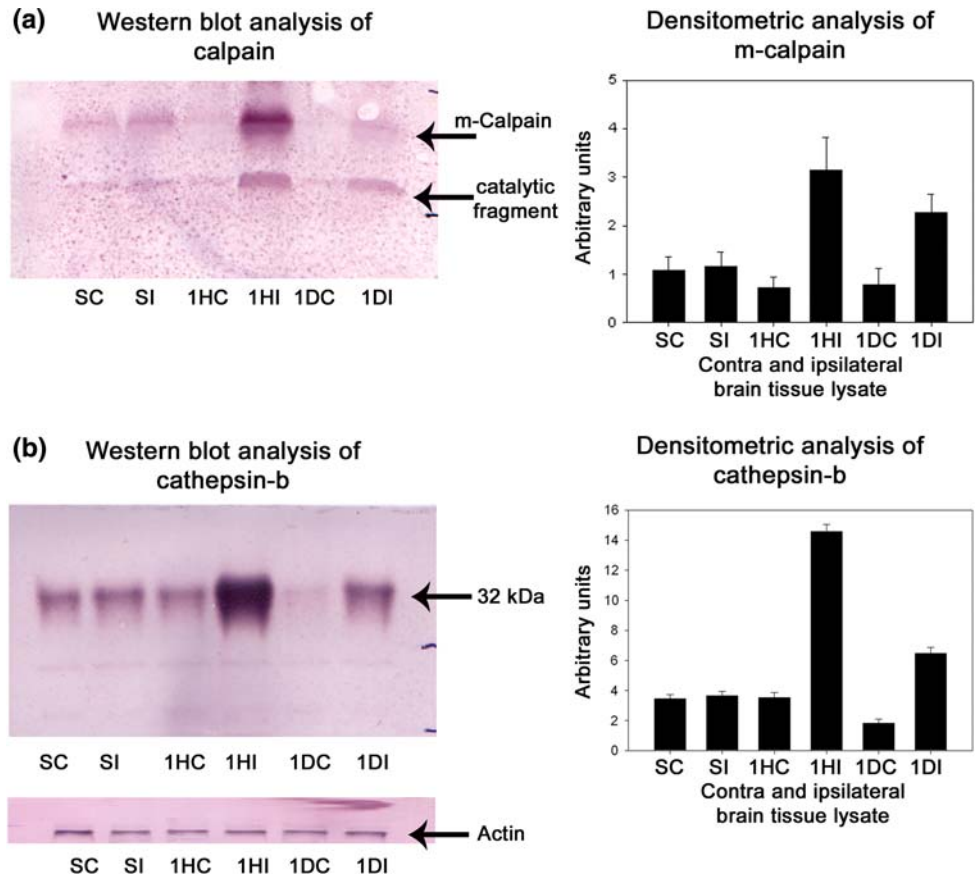 (a)
Western blot analysis of
calpain
m-Calpain
catalytic
fragment
SC SI 1HC 1HI 1DC 1DI
Densitometric analysis of
m-calpain
Arbitrary units
5
4
3
2
1
0
SC SI 1HC 1HI 1DC 1DI
Contra and ipsilateral
brain tissue lysate
(b)
Western blot analysis of
cathepsin-b
32 kDa
SC SI 1HC 1HI 1DC 1DI
Actin
SC SI 1HC 1HI 1DC 1DI
Densitometric analysis of
cathepsin-b
Arbitrary units
16
14
12
10
8
6
4
2
0
SC SI 1HC 1HI 1DC 1DI
Contra and ipsilateral
brain tissue lysate